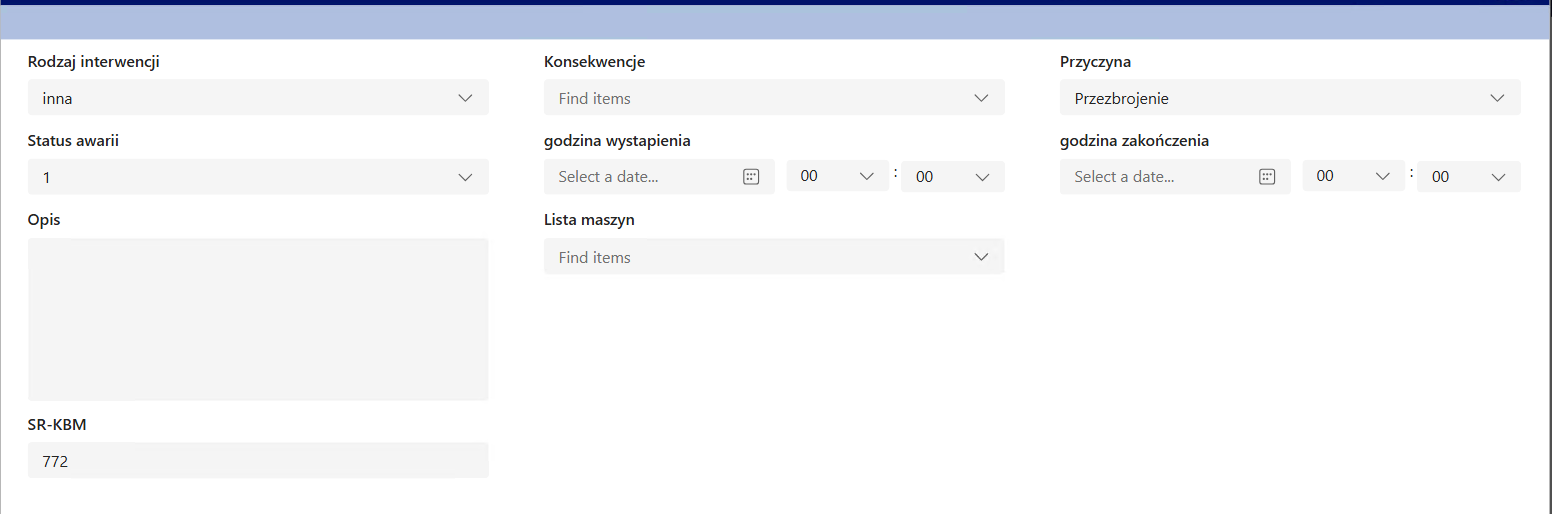 Rodzaj interwencji
Konsekwencje
Przyczyna
inna
Find items
Przezbrojenie
Status awarii
godzina wystapienia
godzina zakończenia
1
Select a date...
00
:
00
Select a date...
00
:
00
Opis
Lista maszyn
Find items
SR-KBM
772